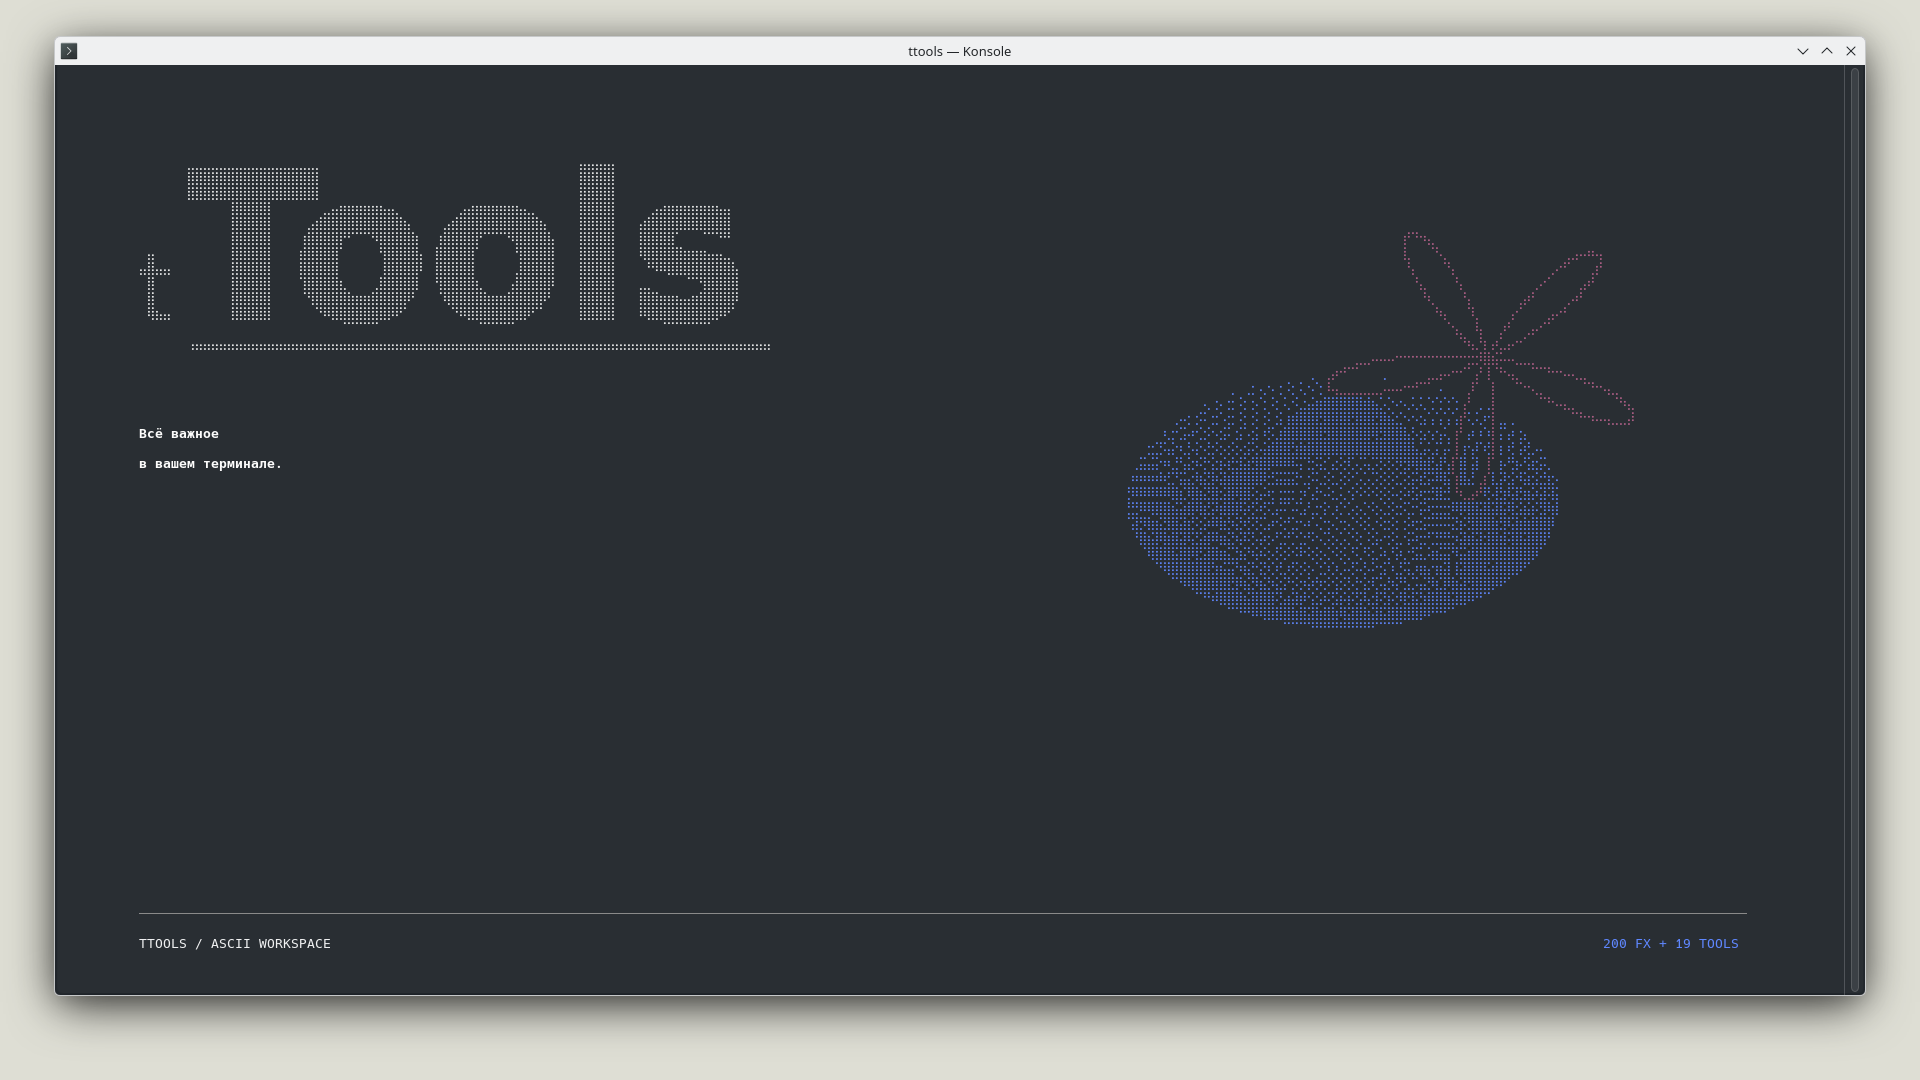 ttools — Konsole
tTools
Всё важное
в вашем терминале.
TTOOLS / ASCII WORKSPACE
200 FX + 19 TOOLS